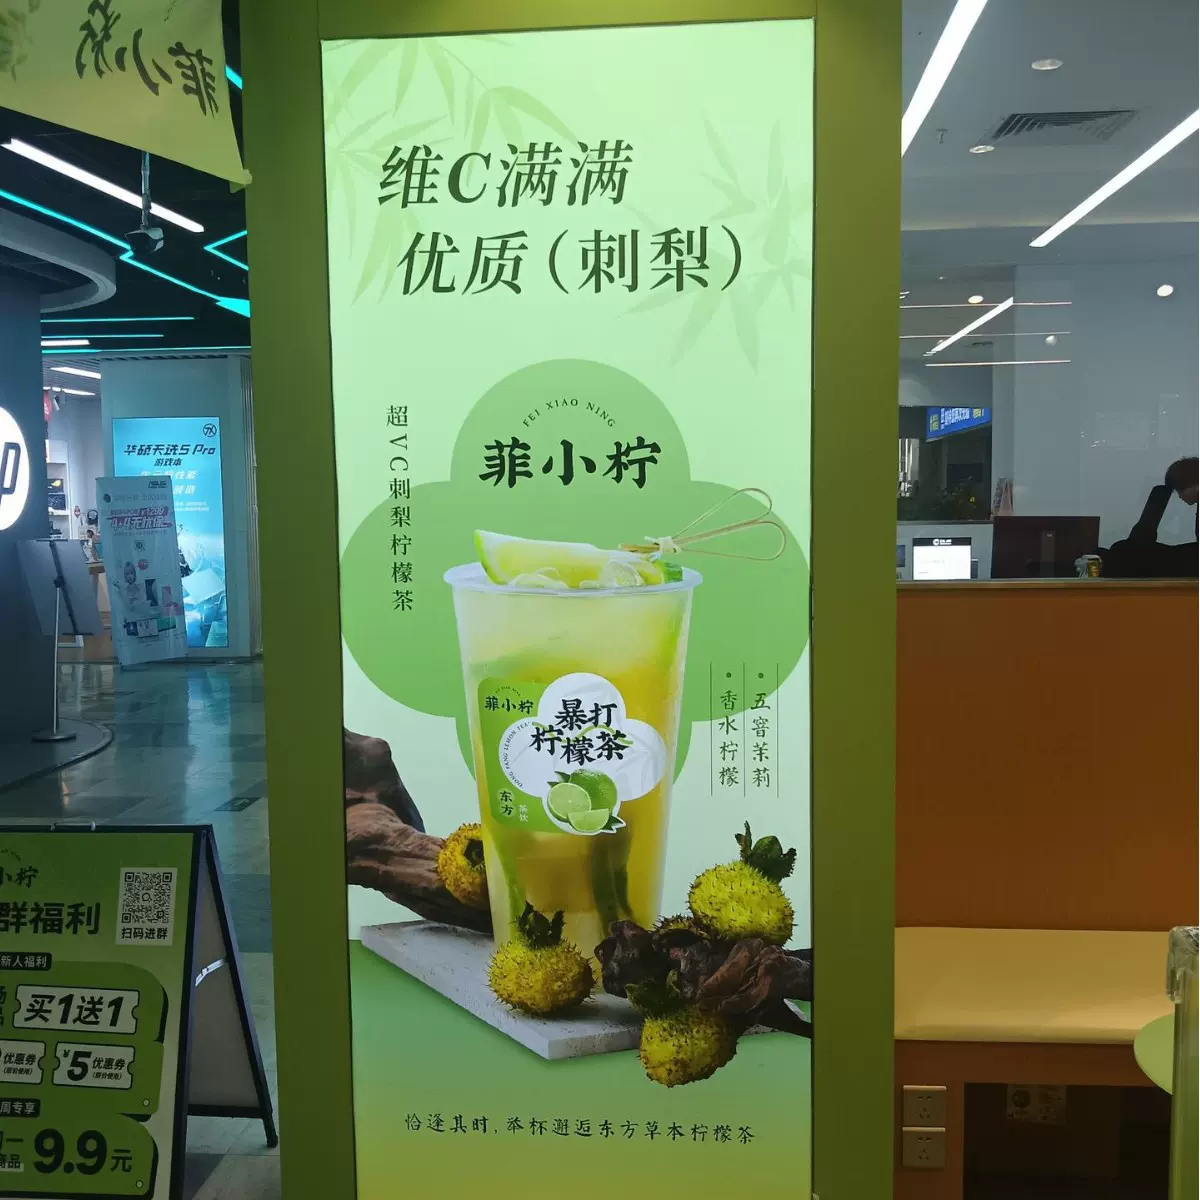 菲小柠
维C满满
优质(刺梨)
FEI XIAO NING
菲小柠
超VC刺梨柠檬茶
菲小柠
暴打
柠檬茶
DONG FANG LEMON TEA
东方
茶饮
·五窨茉莉
·香水柠檬
恰逢其时,举杯邂逅东方草本柠檬茶
华硕天选5 Pro
游戏本
小柠
群福利
扫码进群
新人福利
买1送1
优惠券
¥5优惠券
周专享
9.9元